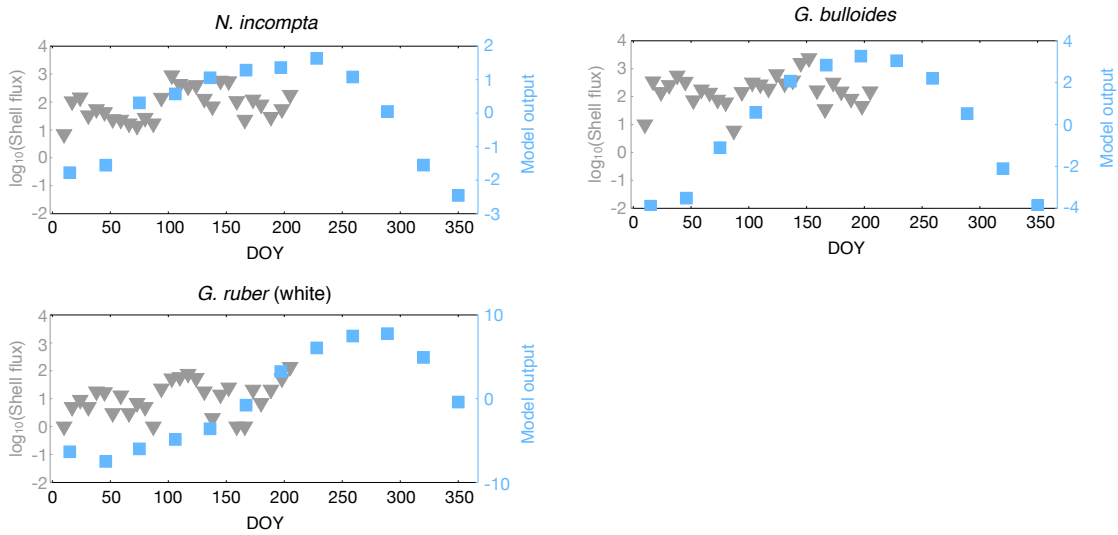 N. incompta
4
3
2
1
0
-1
-2
log₁₀(Shell flux)
2
1
0
-1
-2
-3
Model output
0 50 100 150 200 250 300 350
DOY
G. bulloides
4
3
2
1
0
-1
-2
log₁₀(Shell flux)
4
2
0
-2
-4
Model output
0 50 100 150 200 250 300 350
DOY
G. ruber (white)
4
3
2
1
0
-1
-2
log₁₀(Shell flux)
10
0
-10
Model output
0 50 100 150 200 250 300 350
DOY